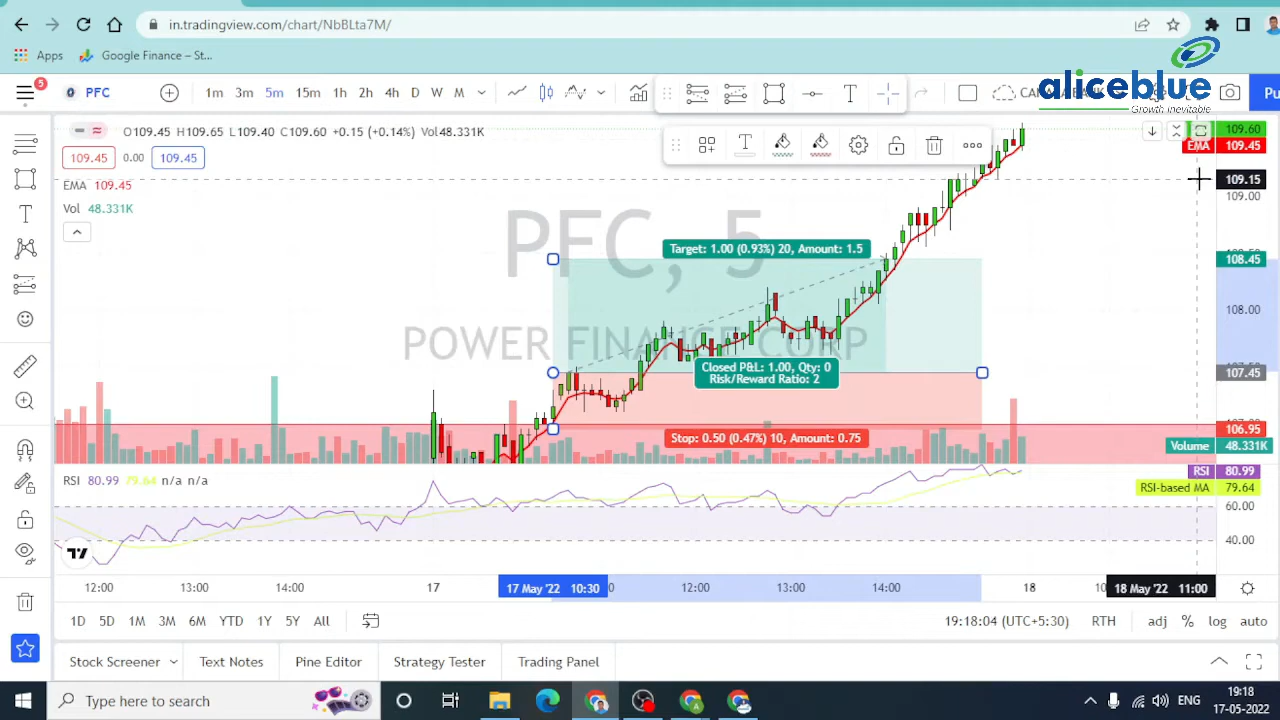 in.tradingview.com/chart/NbBLta7M/
Apps
Google Finance – St...
aliceblue
Growth inevitable
5
PFC
1m 3m 5m 15m 1h 2h 4h D W M
Pu
O109.45 H109.65 L109.40 C109.60 +0.15 (+0.14%) Vol48.331K
109.45 0.00 109.45
EMA 109.45
Vol 48.331K
PFC, 5
POWER FINANCE CORP
Target: 1.00 (0.93%) 20, Amount: 1.5
Closed P&L: 1.00, Qty: 0
Risk/Reward Ratio: 2
Stop: 0.50 (0.47%) 10, Amount: 0.75
109.60
EMA 109.45
109.15
109.00
108.45
108.00
107.45
106.95
Volume 48.331K
RSI 80.99 79.64 n/a n/a
RSI 80.99
RSI-based MA 79.64
60.00
40.00
12:00 13:00 14:00 17 17 May '22 10:30 12:00 13:00 14:00 18 18 May '22 11:00
1D 5D 1M 3M 6M YTD 1Y 5Y All
19:18:04 (UTC+5:30) RTH adj % log auto
Stock Screener Text Notes Pine Editor Strategy Tester Trading Panel
Type here to search
ENG
19:18
17-05-2022